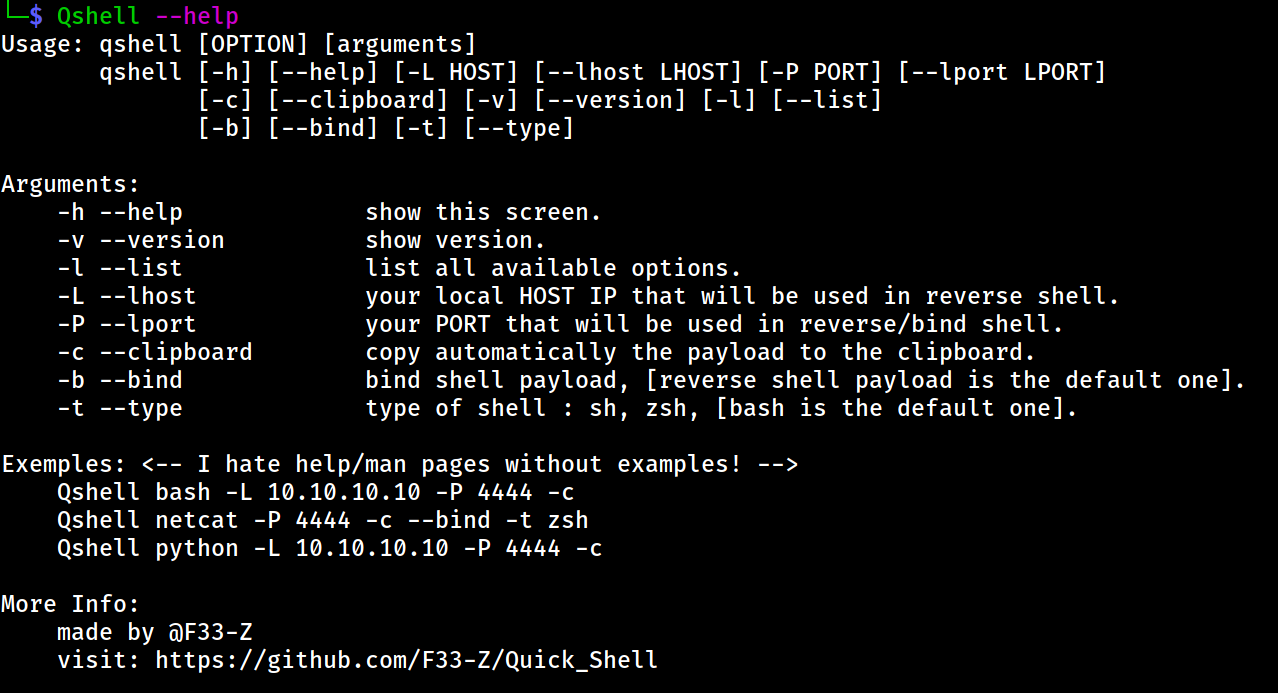 └─$ Qshell --help
Usage: qshell [OPTION] [arguments]
       qshell [-h] [--help] [-L HOST] [--lhost LHOST] [-P PORT] [--lport LPORT]
              [-c] [--clipboard] [-v] [--version] [-l] [--list]
              [-b] [--bind] [-t] [--type]

Arguments:
    -h --help             show this screen.
    -v --version          show version.
    -l --list             list all available options.
    -L --lhost            your local HOST IP that will be used in reverse shell.
    -P --lport            your PORT that will be used in reverse/bind shell.
    -c --clipboard        copy automatically the payload to the clipboard.
    -b --bind             bind shell payload, [reverse shell payload is the default one].
    -t --type             type of shell : sh, zsh, [bash is the default one].

Exemples: <-- I hate help/man pages without examples! -->
    Qshell bash -L 10.10.10.10 -P 4444 -c
    Qshell netcat -P 4444 -c --bind -t zsh
    Qshell python -L 10.10.10.10 -P 4444 -c

More Info:
    made by @F33-Z
    visit: https://github.com/F33-Z/Quick_Shell